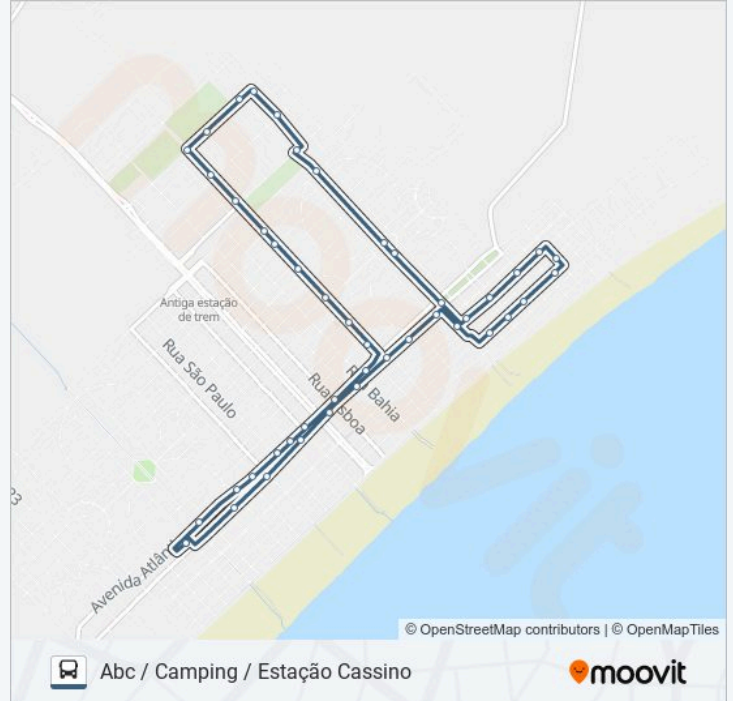 Antiga estação
de trem
Rua São Paulo
Rua Lisboa
Rua Bahia
23
Avenida Atlân
© OpenStreetMap contributors | © OpenMapTiles
Abc / Camping / Estação Cassino
moovit